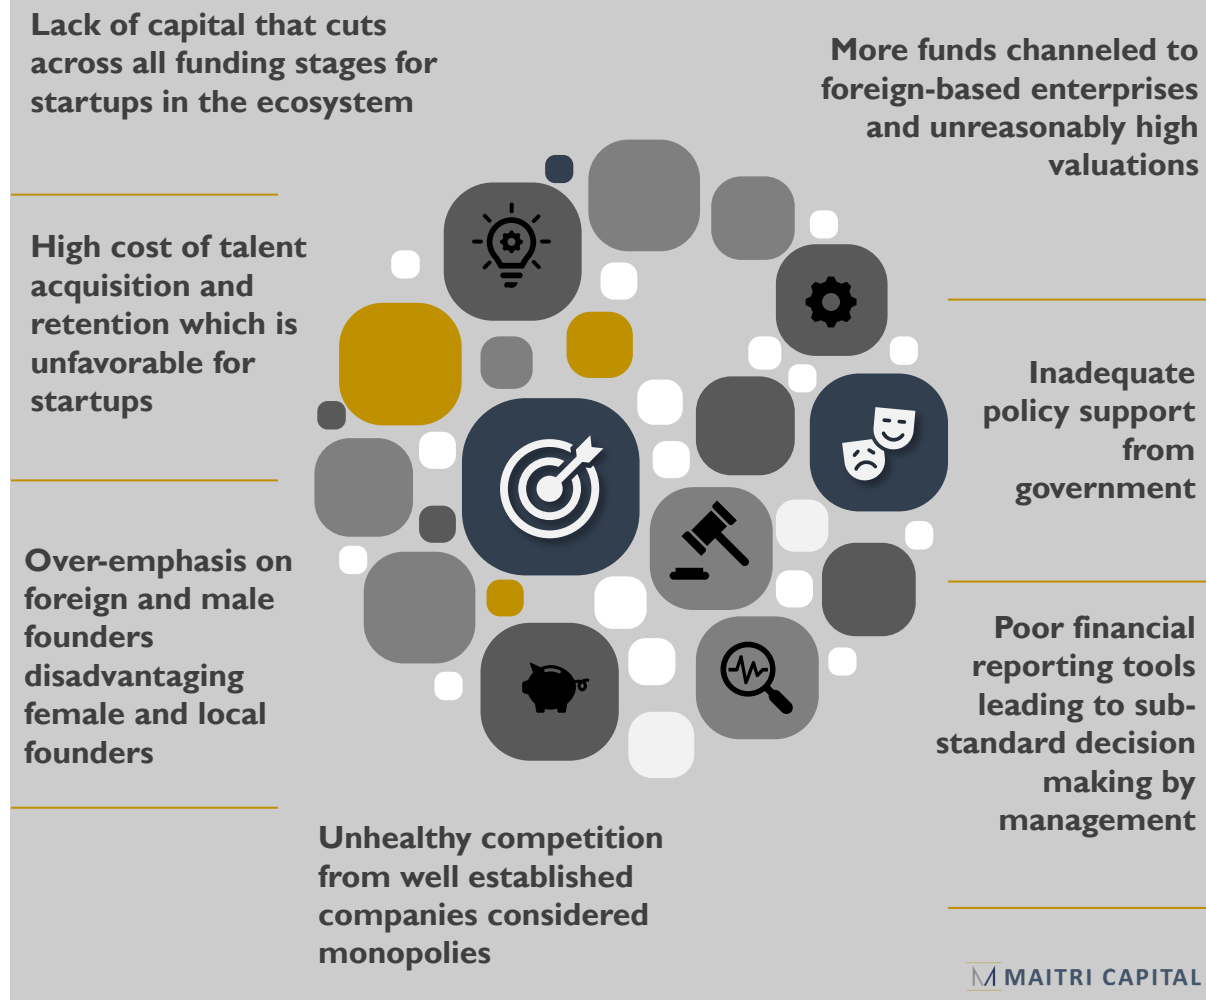 Lack of capital that cuts
across all funding stages for
startups in the ecosystem
More funds channeled to
foreign-based enterprises
and unreasonably high
valuations
High cost of talent
acquisition and
retention which is
unfavorable for
startups
Inadequate
policy support
from
government
Over-emphasis on
foreign and male
founders
disadvantaging
female and local
founders
Poor financial
reporting tools
leading to sub-
standard decision
making by
management
Unhealthy competition
from well established
companies considered
monopolies
MAITRI CAPITAL